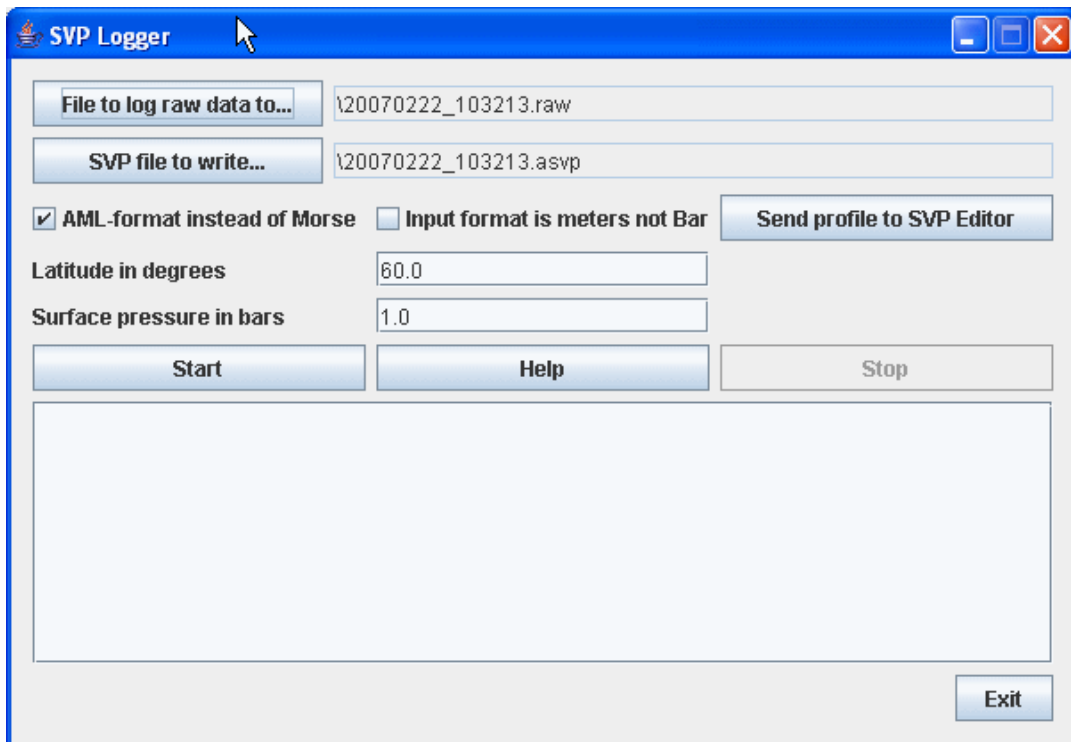 SVP Logger
File to log raw data to... \20070222_103213.raw
SVP file to write... \20070222_103213.asvp
AML-format instead of Morse Input format is meters not Bar Send profile to SVP Editor
Latitude in degrees 60.0
Surface pressure in bars 1.0
Start Help Stop
Exit